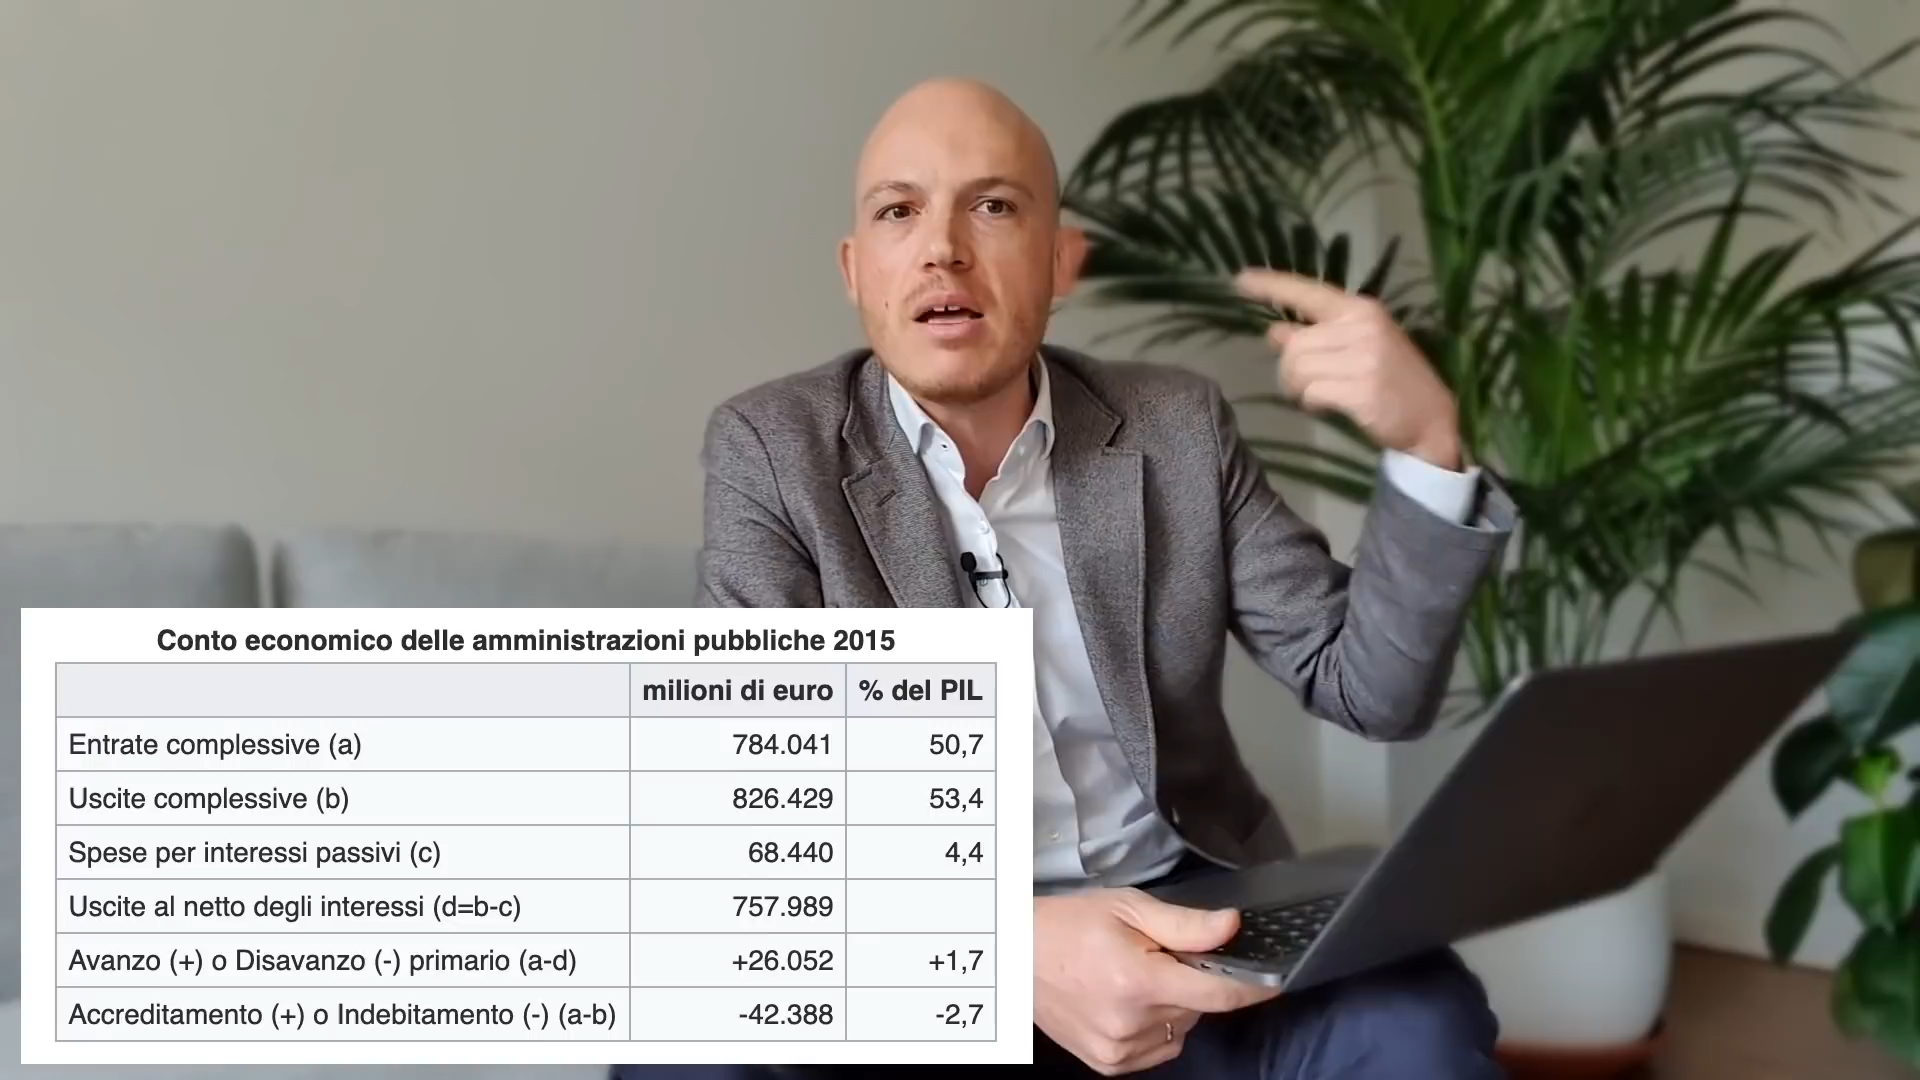 Conto economico delle amministrazioni pubbliche 2015
milioni di euro % del PIL
Entrate complessive (a) 784.041 50,7
Uscite complessive (b) 826.429 53,4
Spese per interessi passivi (c) 68.440 4,4
Uscite al netto degli interessi (d=b-c) 757.989
Avanzo (+) o Disavanzo (-) primario (a-d) +26.052 +1,7
Accreditamento (+) o Indebitamento (-) (a-b) -42.388 -2,7